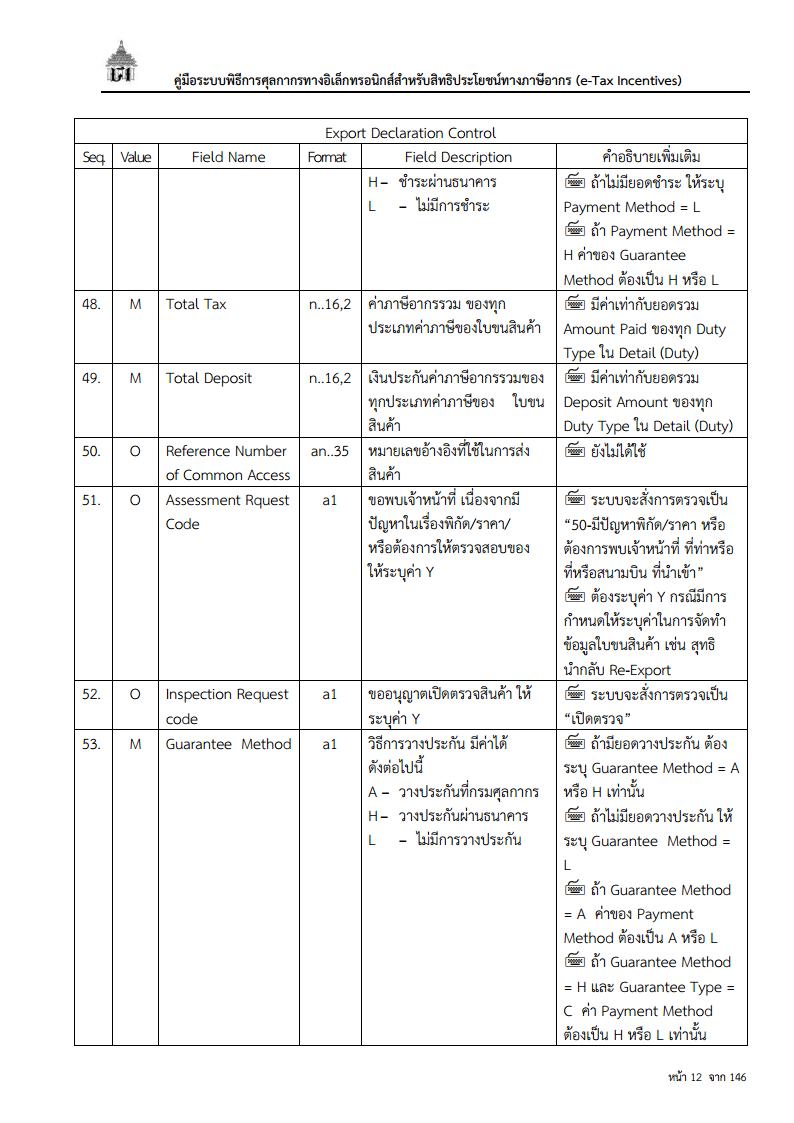 คู่มือระบบพิธีการศุลกากรทางอิเล็กทรอนิกส์สำหรับสิทธิประโยชน์ทางภาษีอากร (e-Tax Incentives)
Export Declaration Control
Seq. Value Field Name Format Field Description คำอธิบายเพิ่มเติม
H – ชำระผ่านธนาคาร
L – ไม่มีการชำระ
ถ้าไม่มียอดชำระ ให้ระบุ
Payment Method = L
ถ้า Payment Method =
H ค่าของ Guarantee
Method ต้องเป็น H หรือ L
48. M Total Tax n..16,2
ค่าภาษีอากรรวม ของทุก
ประเภทค่าภาษีของใบขนสินค้า
มีค่าเท่ากับยอดรวม
Amount Paid ของทุก Duty
Type ใน Detail (Duty)
49. M Total Deposit n..16,2
เงินประกันค่าภาษีอากรรวมของ
ทุกประเภทค่าภาษีของ ใบขน
สินค้า
มีค่าเท่ากับยอดรวม
Deposit Amount ของทุก
Duty Type ใน Detail (Duty)
50. O Reference Number
of Common Access
an..35
หมายเลขอ้างอิงที่ใช้ในการส่ง
สินค้า
ยังไม่ได้ใช้
51. O Assessment Rquest
Code
a1
ขอพบเจ้าหน้าที่ เนื่องจากมี
ปัญหาในเรื่องพิกัด/ราคา/
หรือต้องการให้ตรวจสอบของ
ให้ระบุค่า Y
ระบบจะสั่งการตรวจเป็น
“50-มีปัญหาพิกัด/ราคา หรือ
ต้องการพบเจ้าหน้าที่ ที่ท่าหรือ
ที่หรือสนามบิน ที่นำเข้า”
ต้องระบุค่า Y กรณีมีการ
กำหนดให้ระบุค่าในการจัดทำ
ข้อมูลใบขนสินค้า เช่น สุทธิ
นำกลับ Re-Export
52. O Inspection Request
code
a1
ขออนุญาตเปิดตรวจสินค้า ให้
ระบุค่า Y
ระบบจะสั่งการตรวจเป็น
“เปิดตรวจ”
53. M Guarantee Method a1
วิธีการวางประกัน มีค่าได้
ดังต่อไปนี้
A – วางประกันที่กรมศุลกากร
H – วางประกันผ่านธนาคาร
L – ไม่มีการวางประกัน
ถ้ามียอดวางประกัน ต้อง
ระบุ Guarantee Method = A
หรือ H เท่านั้น
ถ้าไม่มียอดวางประกัน ให้
ระบุ Guarantee Method =
L
ถ้า Guarantee Method
= A ค่าของ Payment
Method ต้องเป็น A หรือ L
ถ้า Guarantee Method
= H และ Guarantee Type =
C ค่า Payment Method
ต้องเป็น H หรือ L เท่านั้น
หน้า 12 จาก 146